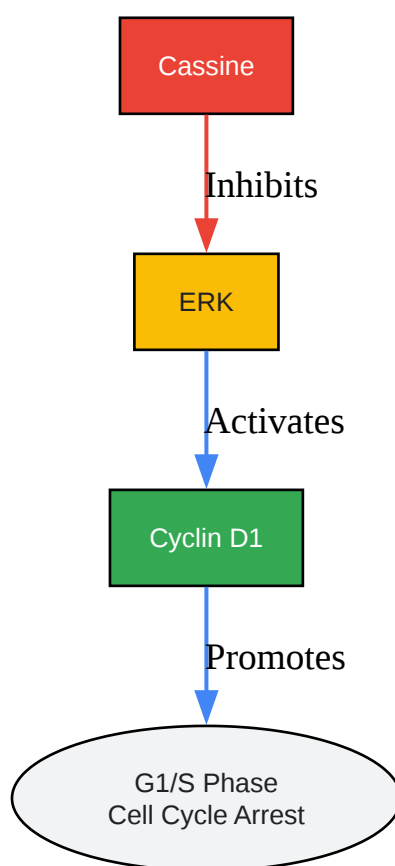 Cassine
Inhibits
ERK
Activates
Cyclin D1
Promotes
G1/S Phase
Cell Cycle Arrest